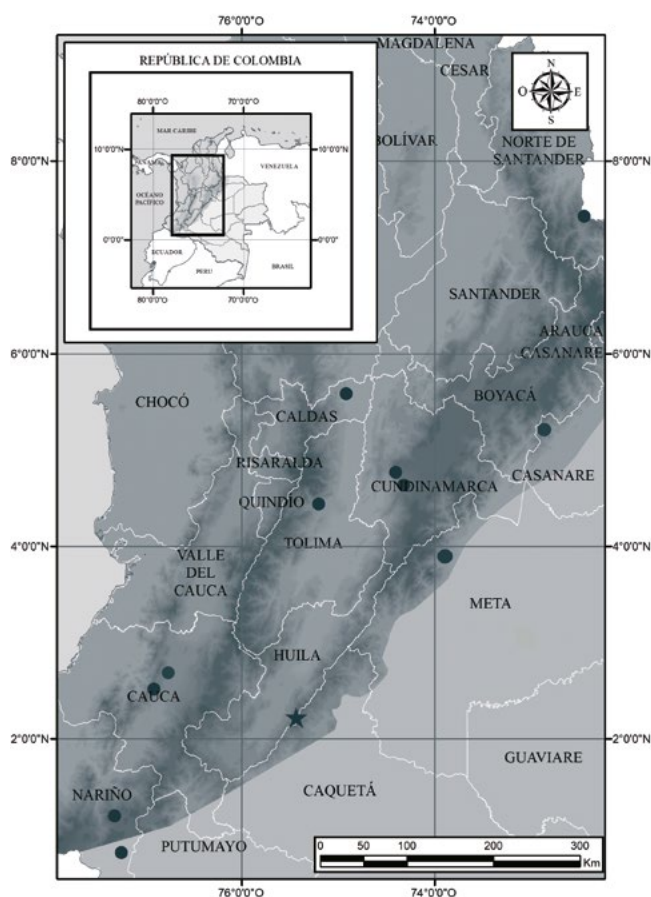 76°0'0"O
74°0'0"O
REPÚBLICA DE COLOMBIA
80°0'0"O
70°0'0"O
MAR CARIBE
10°0'0"N
10°0'0"N
PANAMÁ
VENEZUELA
OCÉANO
PACÍFICO
0°0'0"N
0°0'0"N
ECUADOR
PERU
BRASIL
80°0'0"O
70°0'0"O
MAGDALENA
CESAR
N
O
E
S
BOLÍVAR
NORTE DE
SANTANDER
8°0'0"N
8°0'0"N
SANTANDER
ARAUCA
CASANARE
6°0'0"N
6°0'0"N
CHOCÓ
CALDAS
BOYACÁ
RISARALDA
CUNDINAMARCA
CASANARE
QUINDÍO
TOLIMA
4°0'0"N
4°0'0"N
VALLE
DEL
CAUCA
META
HUILA
CAUCA
2°0'0"N
2°0'0"N
GUAVIARE
NARIÑO
CAQUETÁ
PUTUMAYO
0 50 100 200 300
Km
76°0'0"O
74°0'0"O